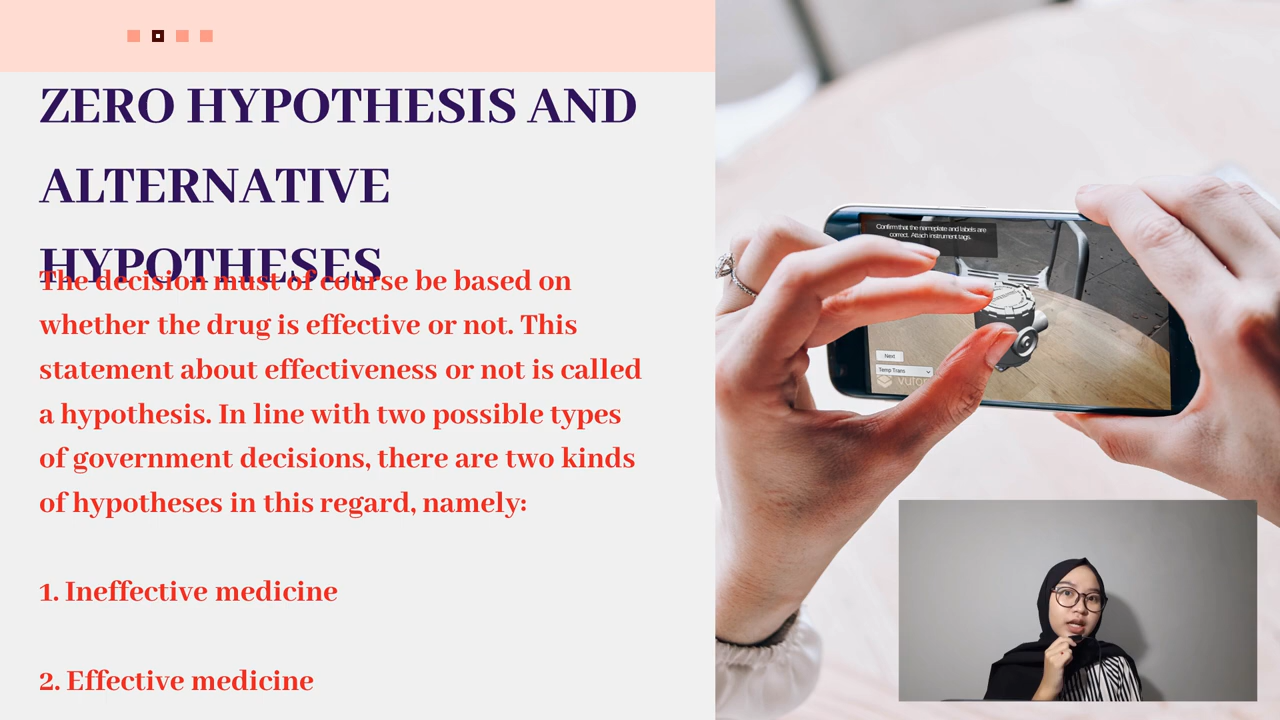 ZERO HYPOTHESIS AND
ALTERNATIVE
HYPOTHESES
The decision must of course be based on
whether the drug is effective or not. This
statement about effectiveness or not is called
a hypothesis. In line with two possible types
of government decisions, there are two kinds
of hypotheses in this regard, namely:
1. Ineffective medicine
2. Effective medicine
Confirm that the nameplate and labels are
correct. Attach instrument tags.
Next
Temp Trans